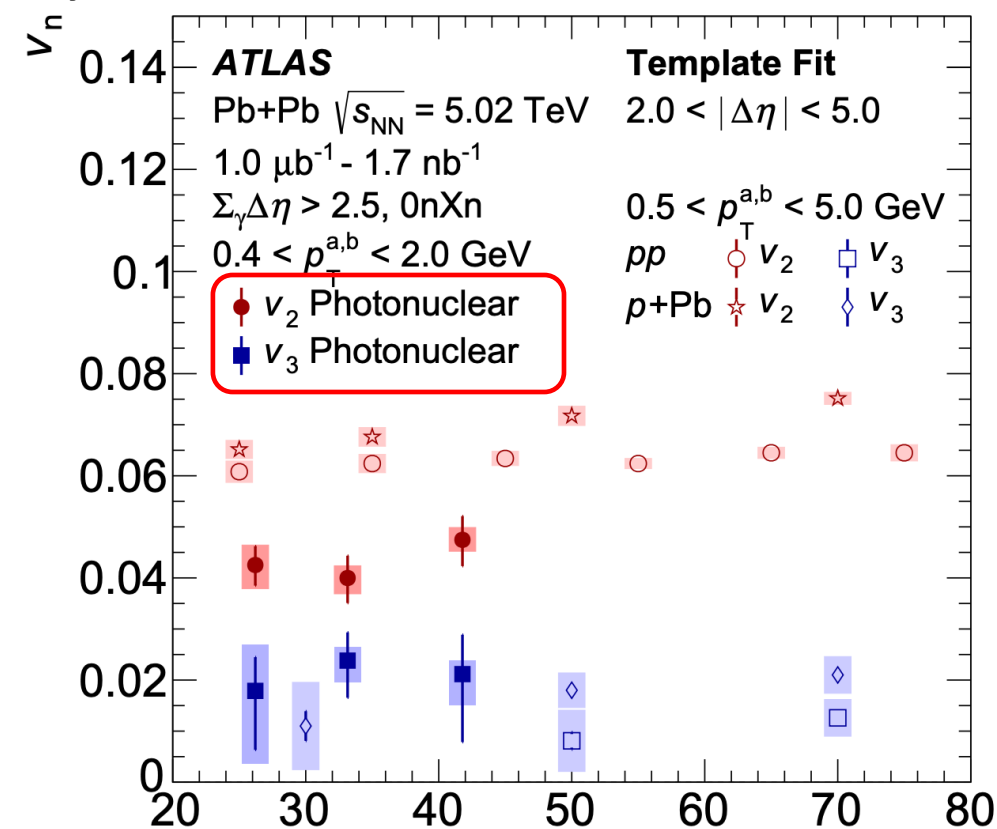 vₙ
0.14
0.12
0.1
0.08
0.06
0.04
0.02
0
ATLAS
Pb+Pb √sNN = 5.02 TeV
1.0 μb⁻¹ - 1.7 nb⁻¹
ΣγΔη > 2.5, 0nXn
0.4 < pTa,b < 2.0 GeV
v₂ Photonuclear
v₃ Photonuclear
Template Fit
2.0 < |Δη| < 5.0
0.5 < pTa,b < 5.0 GeV
pp v₂ v₃
p+Pb v₂ v₃
20 30 40 50 60 70 80